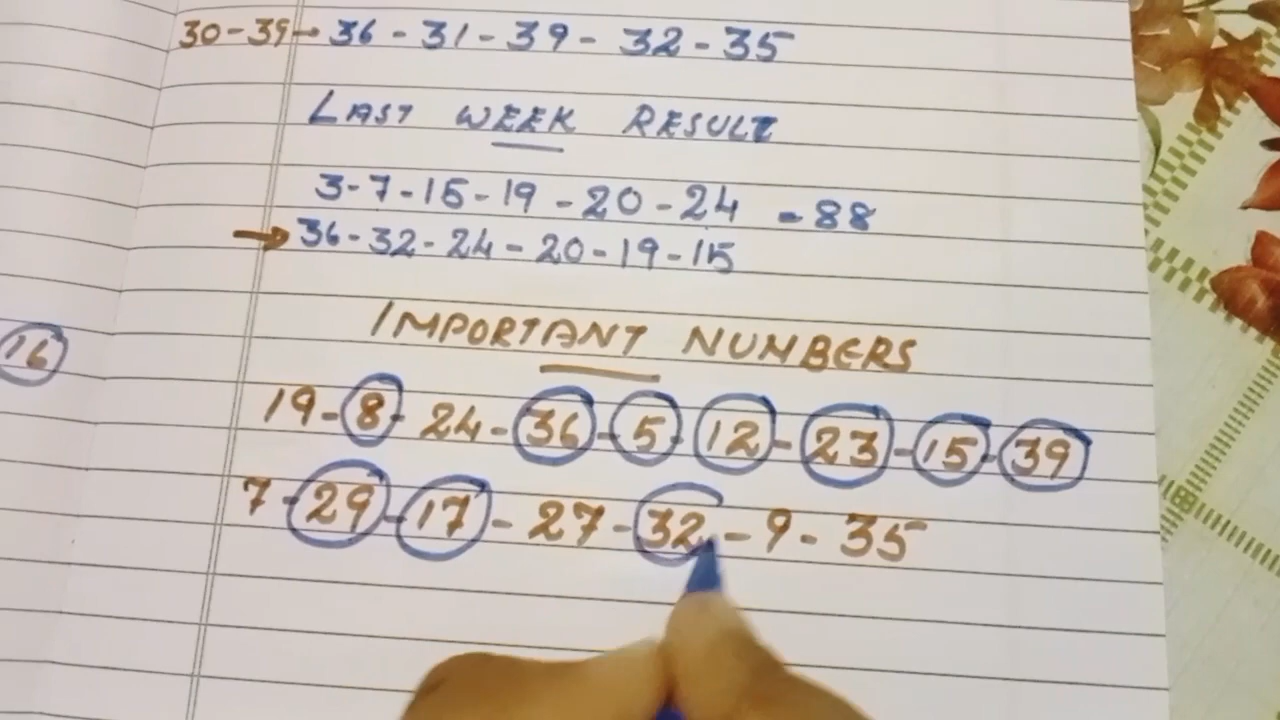 30-39→ 36 - 31 - 39 - 32 - 35
LAST WEEK RESULT
3-7-15-19-20-24 -88
→ 36-32-24-20-19-15
IMPORTANT NUMBERS
16
19-8-24-36-5-12-23-15-39
7-29-17-27-32-9-35